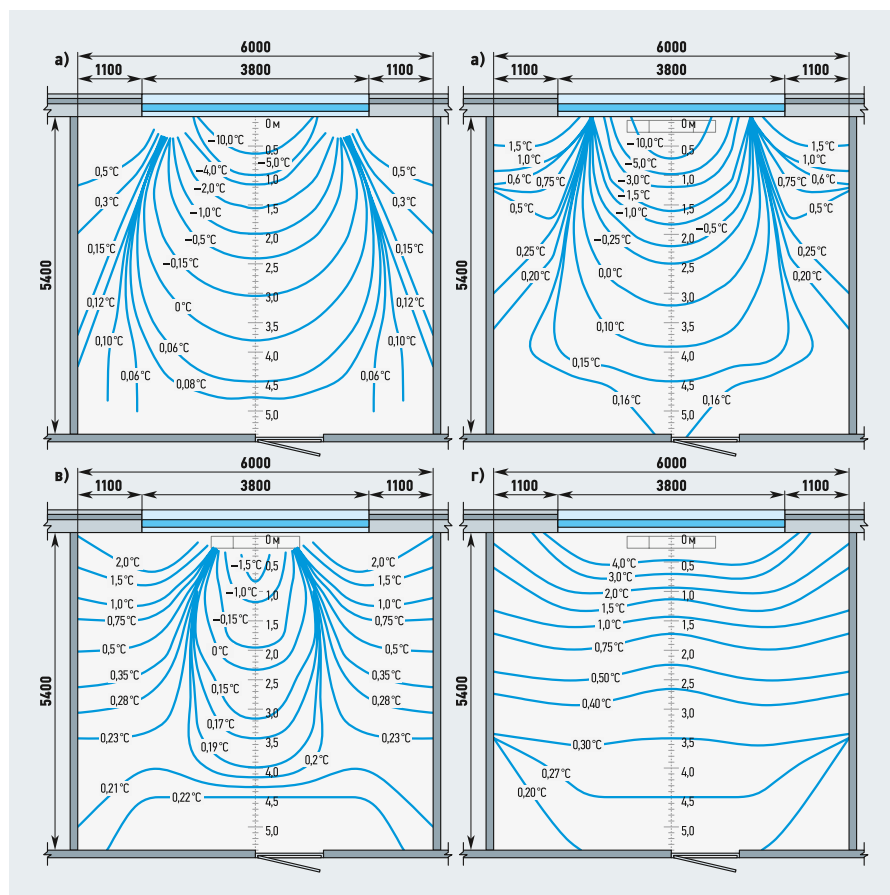 а)
6000
1100
3800
1100
5400
0 м
–10,0°C
0,5
–5,0°C
–4,0°C
1,0
–2,0°C
1,5
–1,0°C
2,0
–0,5°C
2,5
–0,15°C
3,0
0°C
3,5
4,0
0,06°C
4,5
0,08°C
5,0
0,5°C
0,3°C
0,15°C
0,12°C
0,10°C
0,06°C
0,5°C
0,3°C
0,15°C
0,12°C
0,10°C
0,06°C
а)
6000
1100
3800
1100
5400
0 м
–10,0°C
0,5
–5,0°C
–3,0°C
1,0
–1,5°C
1,5
–1,0°C
–0,5°C
2,0
–0,25°C
2,5
0,0°C
3,0
0,10°C
3,5
4,0
0,15°C
4,5
0,16°C
0,16°C
5,0
1,5°C
1,0°C
0,6°C
0,75°C
0,5°C
0,25°C
0,20°C
1,5°C
1,0°C
0,75°C
0,6°C
0,5°C
0,25°C
0,20°C
в)
6000
1100
3800
1100
5400
0 м
–1,5°C
0,5
–1,0°C
1,0
–0,15°C
1,5
0°C
2,0
2,5
0,15°C
3,0
0,17°C
3,5
0,19°C
0,2°C
4,0
0,21°C
0,22°C
4,5
5,0
2,0°C
1,5°C
1,0°C
0,75°C
0,5°C
0,35°C
0,28°C
0,23°C
2,0°C
1,5°C
1,0°C
0,75°C
0,5°C
0,35°C
0,28°C
0,23°C
г)
6000
1100
3800
1100
5400
0 м
4,0°C
0,5
3,0°C
2,0°C
1,0
1,5°C
1,0°C
1,5
0,75°C
2,0
0,50°C
2,5
0,40°C
3,0
0,30°C
3,5
0,27°C
4,0
0,20°C
4,5
5,0